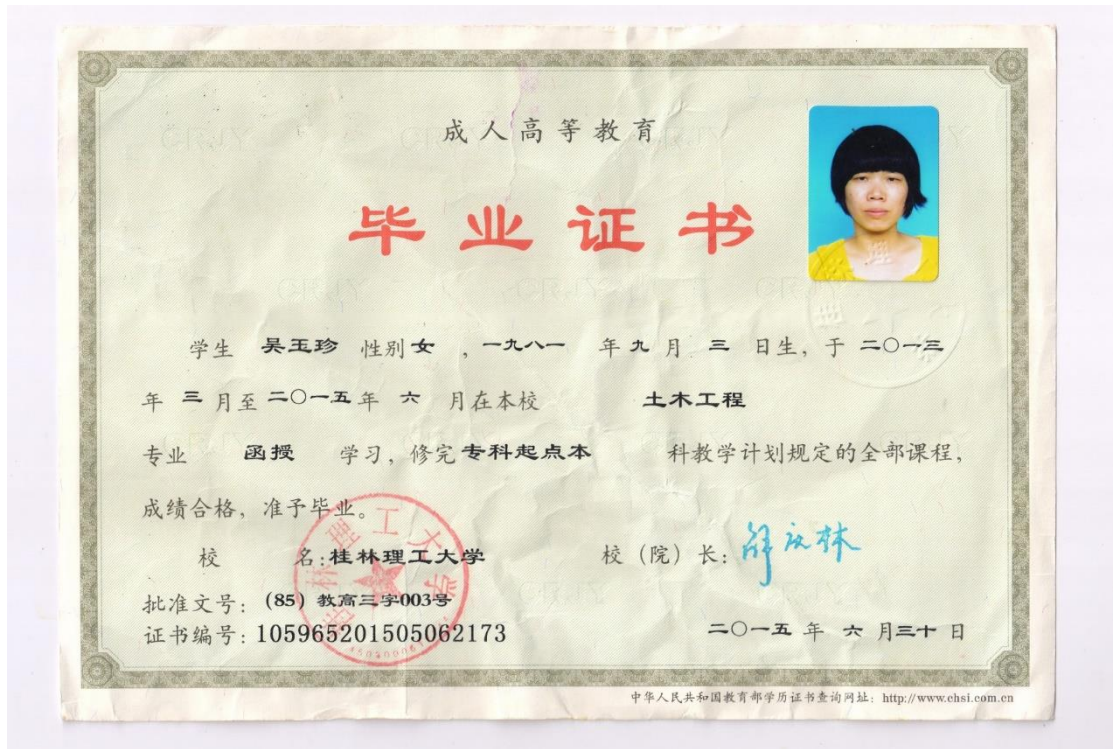 成人高等教育
毕业证书
学生 吴玉珍 性别 女 ,一九八一 年 九 月 三 日生, 于 二〇一三
年 三 月至 二〇一五 年 六 月在本校 土木工程
专业 函授 学习, 修完 专科起点本 科教学计划规定的全部课程,
成绩合格, 准予毕业。
校 名: 桂林理工大学 校(院)长:
批准文号: (85) 教高三字003号
证书编号: 105965201505062173 二〇一五 年 六 月 三十 日
桂林理工大学
中华人民共和国教育部学历证书查询网址: http://www.chsi.com.cn